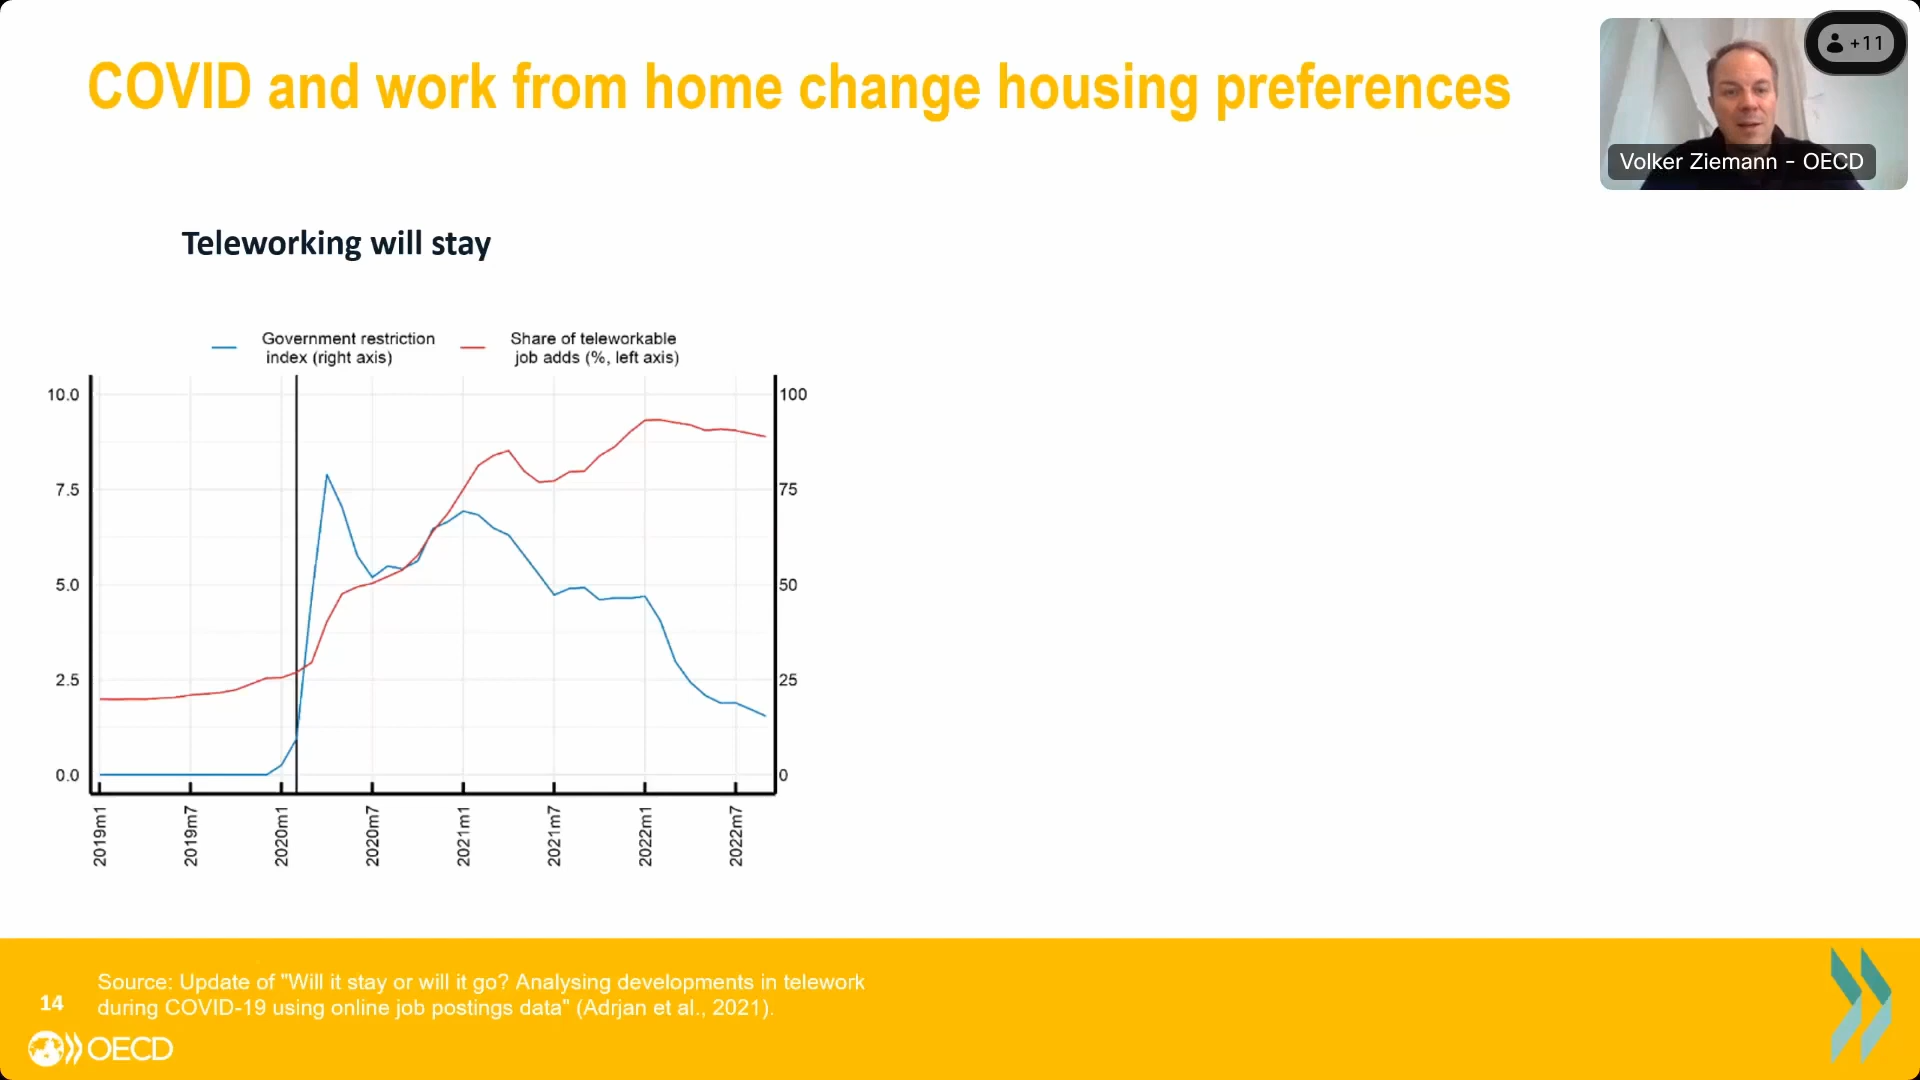 COVID and work from home change housing preferences
+11
Volker Ziemann - OECD
Teleworking will stay
Government restriction
index (right axis)
Share of teleworkable
job adds (%, left axis)
10.0
7.5
5.0
2.5
0.0
100
75
50
25
0
2019m1
2019m7
2020m1
2020m7
2021m1
2021m7
2022m1
2022m7
Source: Update of "Will it stay or will it go? Analysing developments in telework
during COVID-19 using online job postings data" (Adrjan et al., 2021).
14
OECD